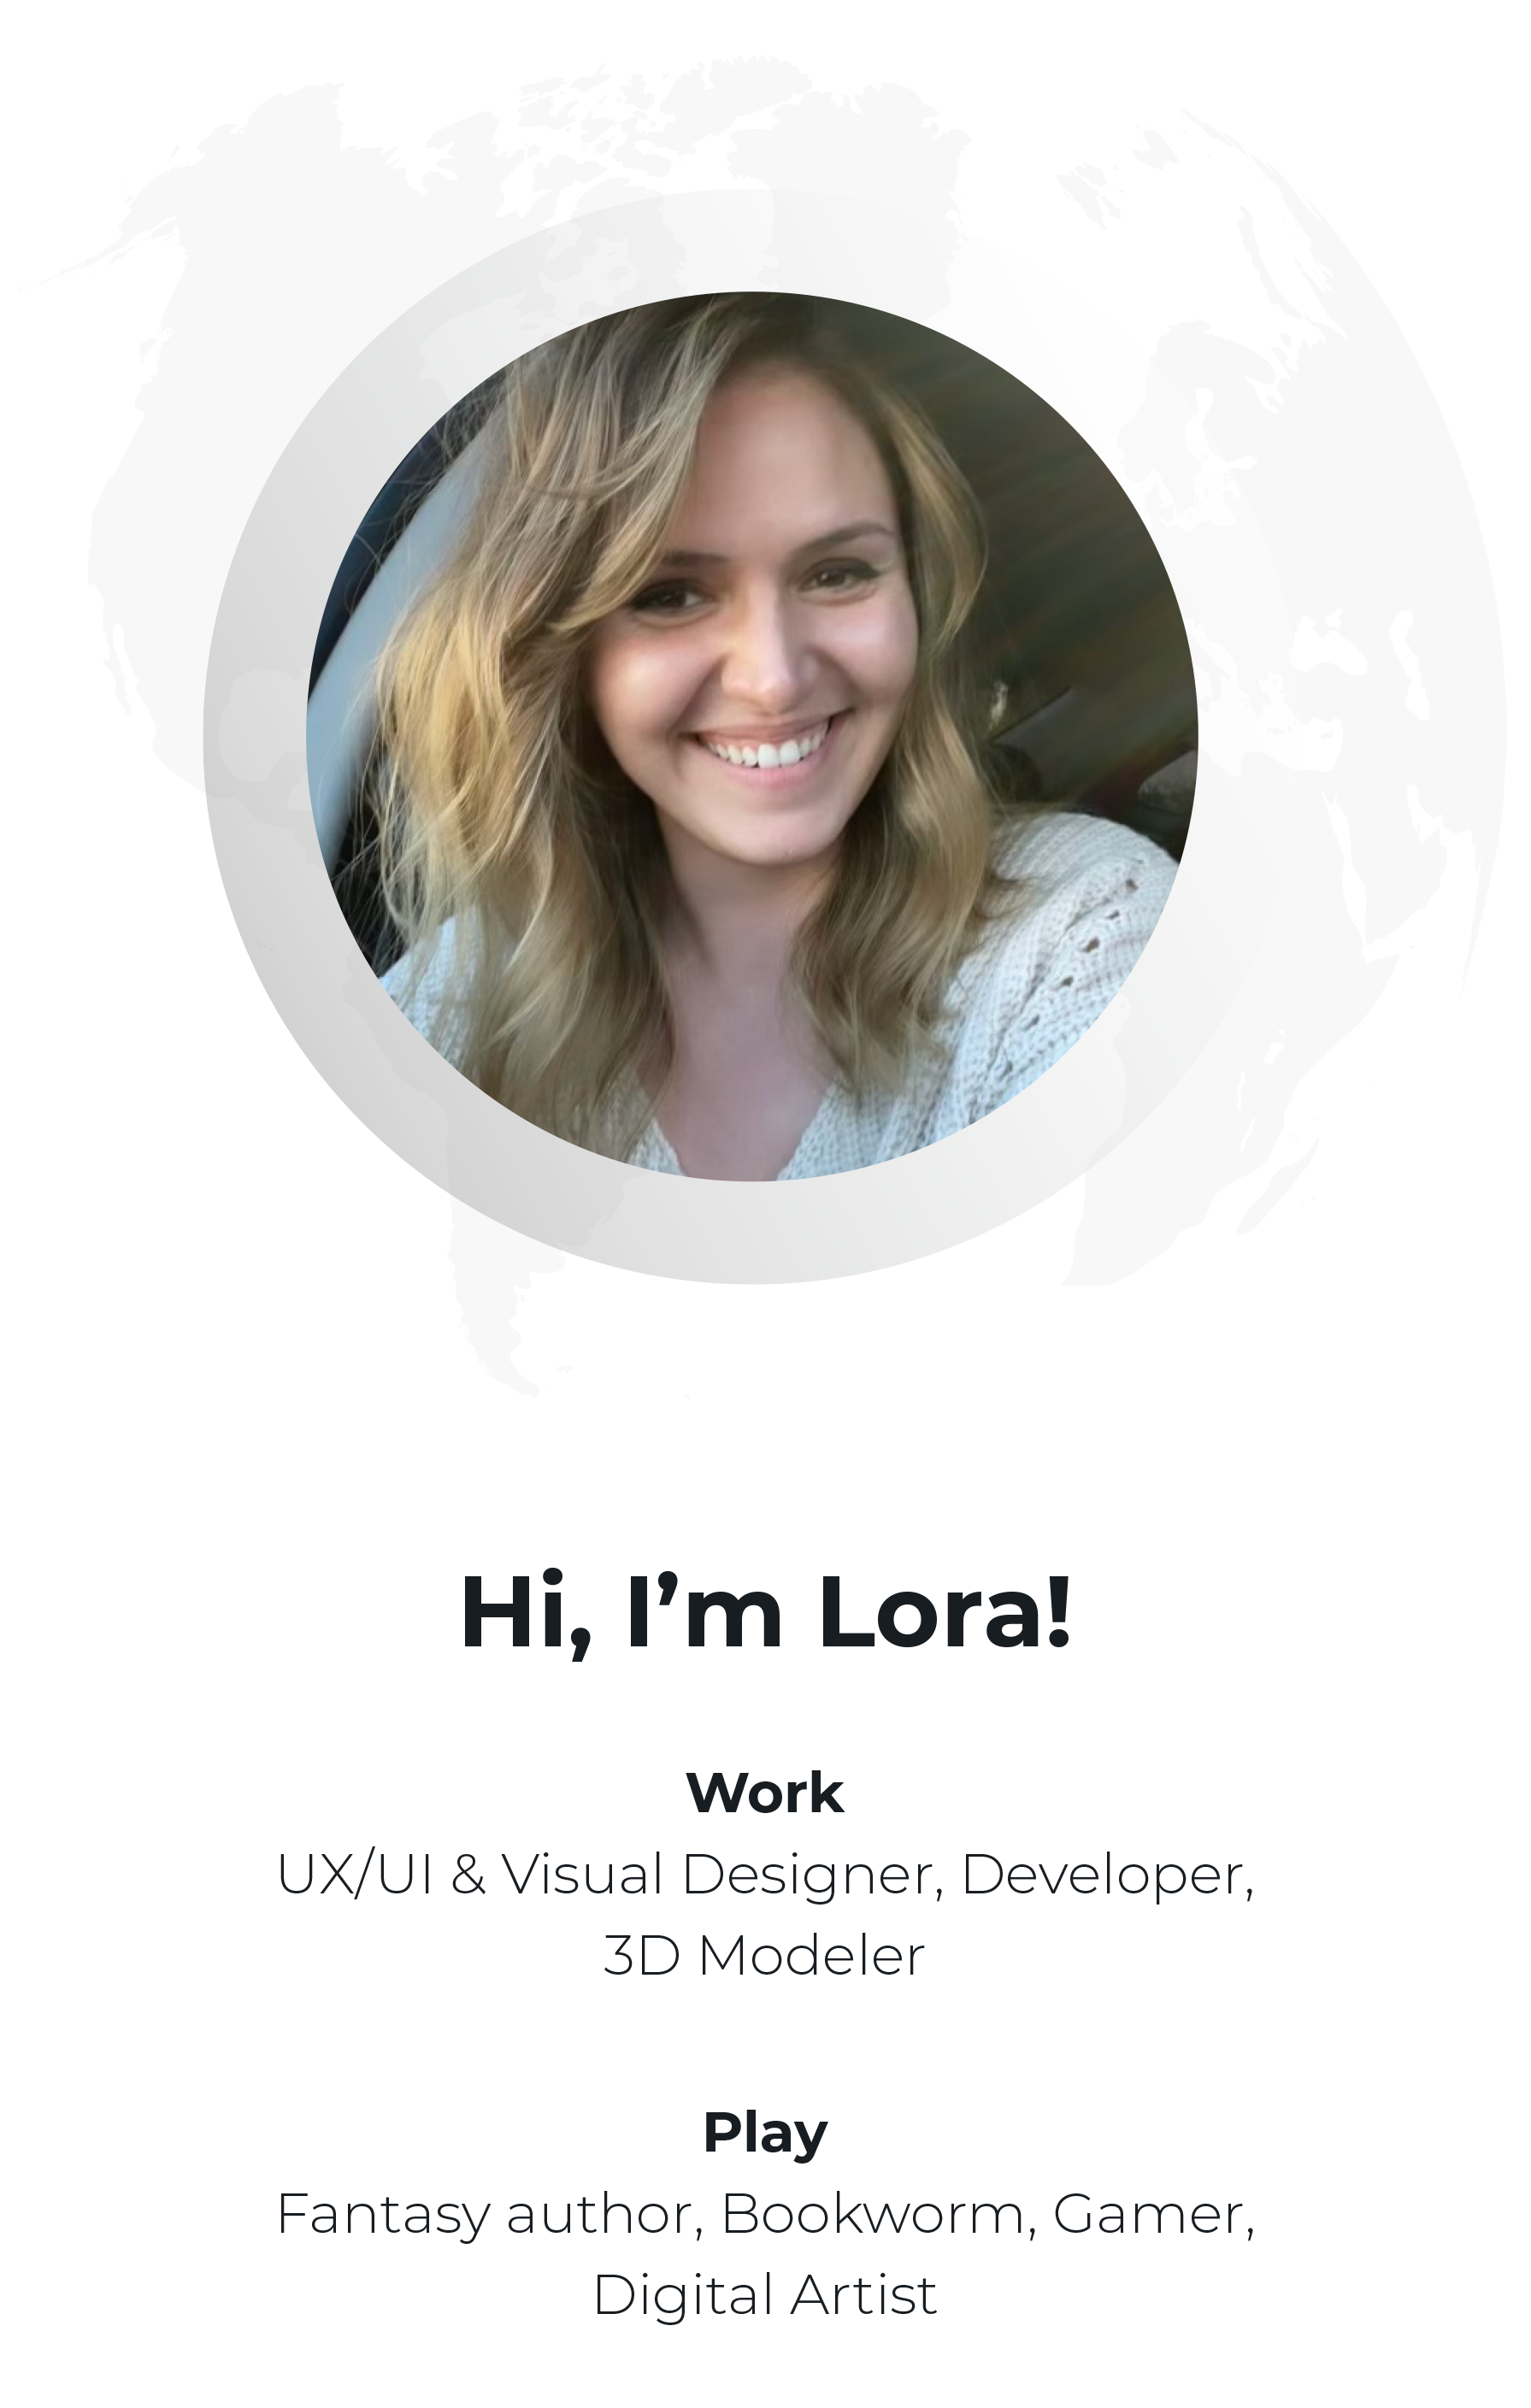 Hi, I’m Lora!
Work
UX/UI & Visual Designer, Developer,
3D Modeler
Play
Fantasy author, Bookworm, Gamer,
Digital Artist